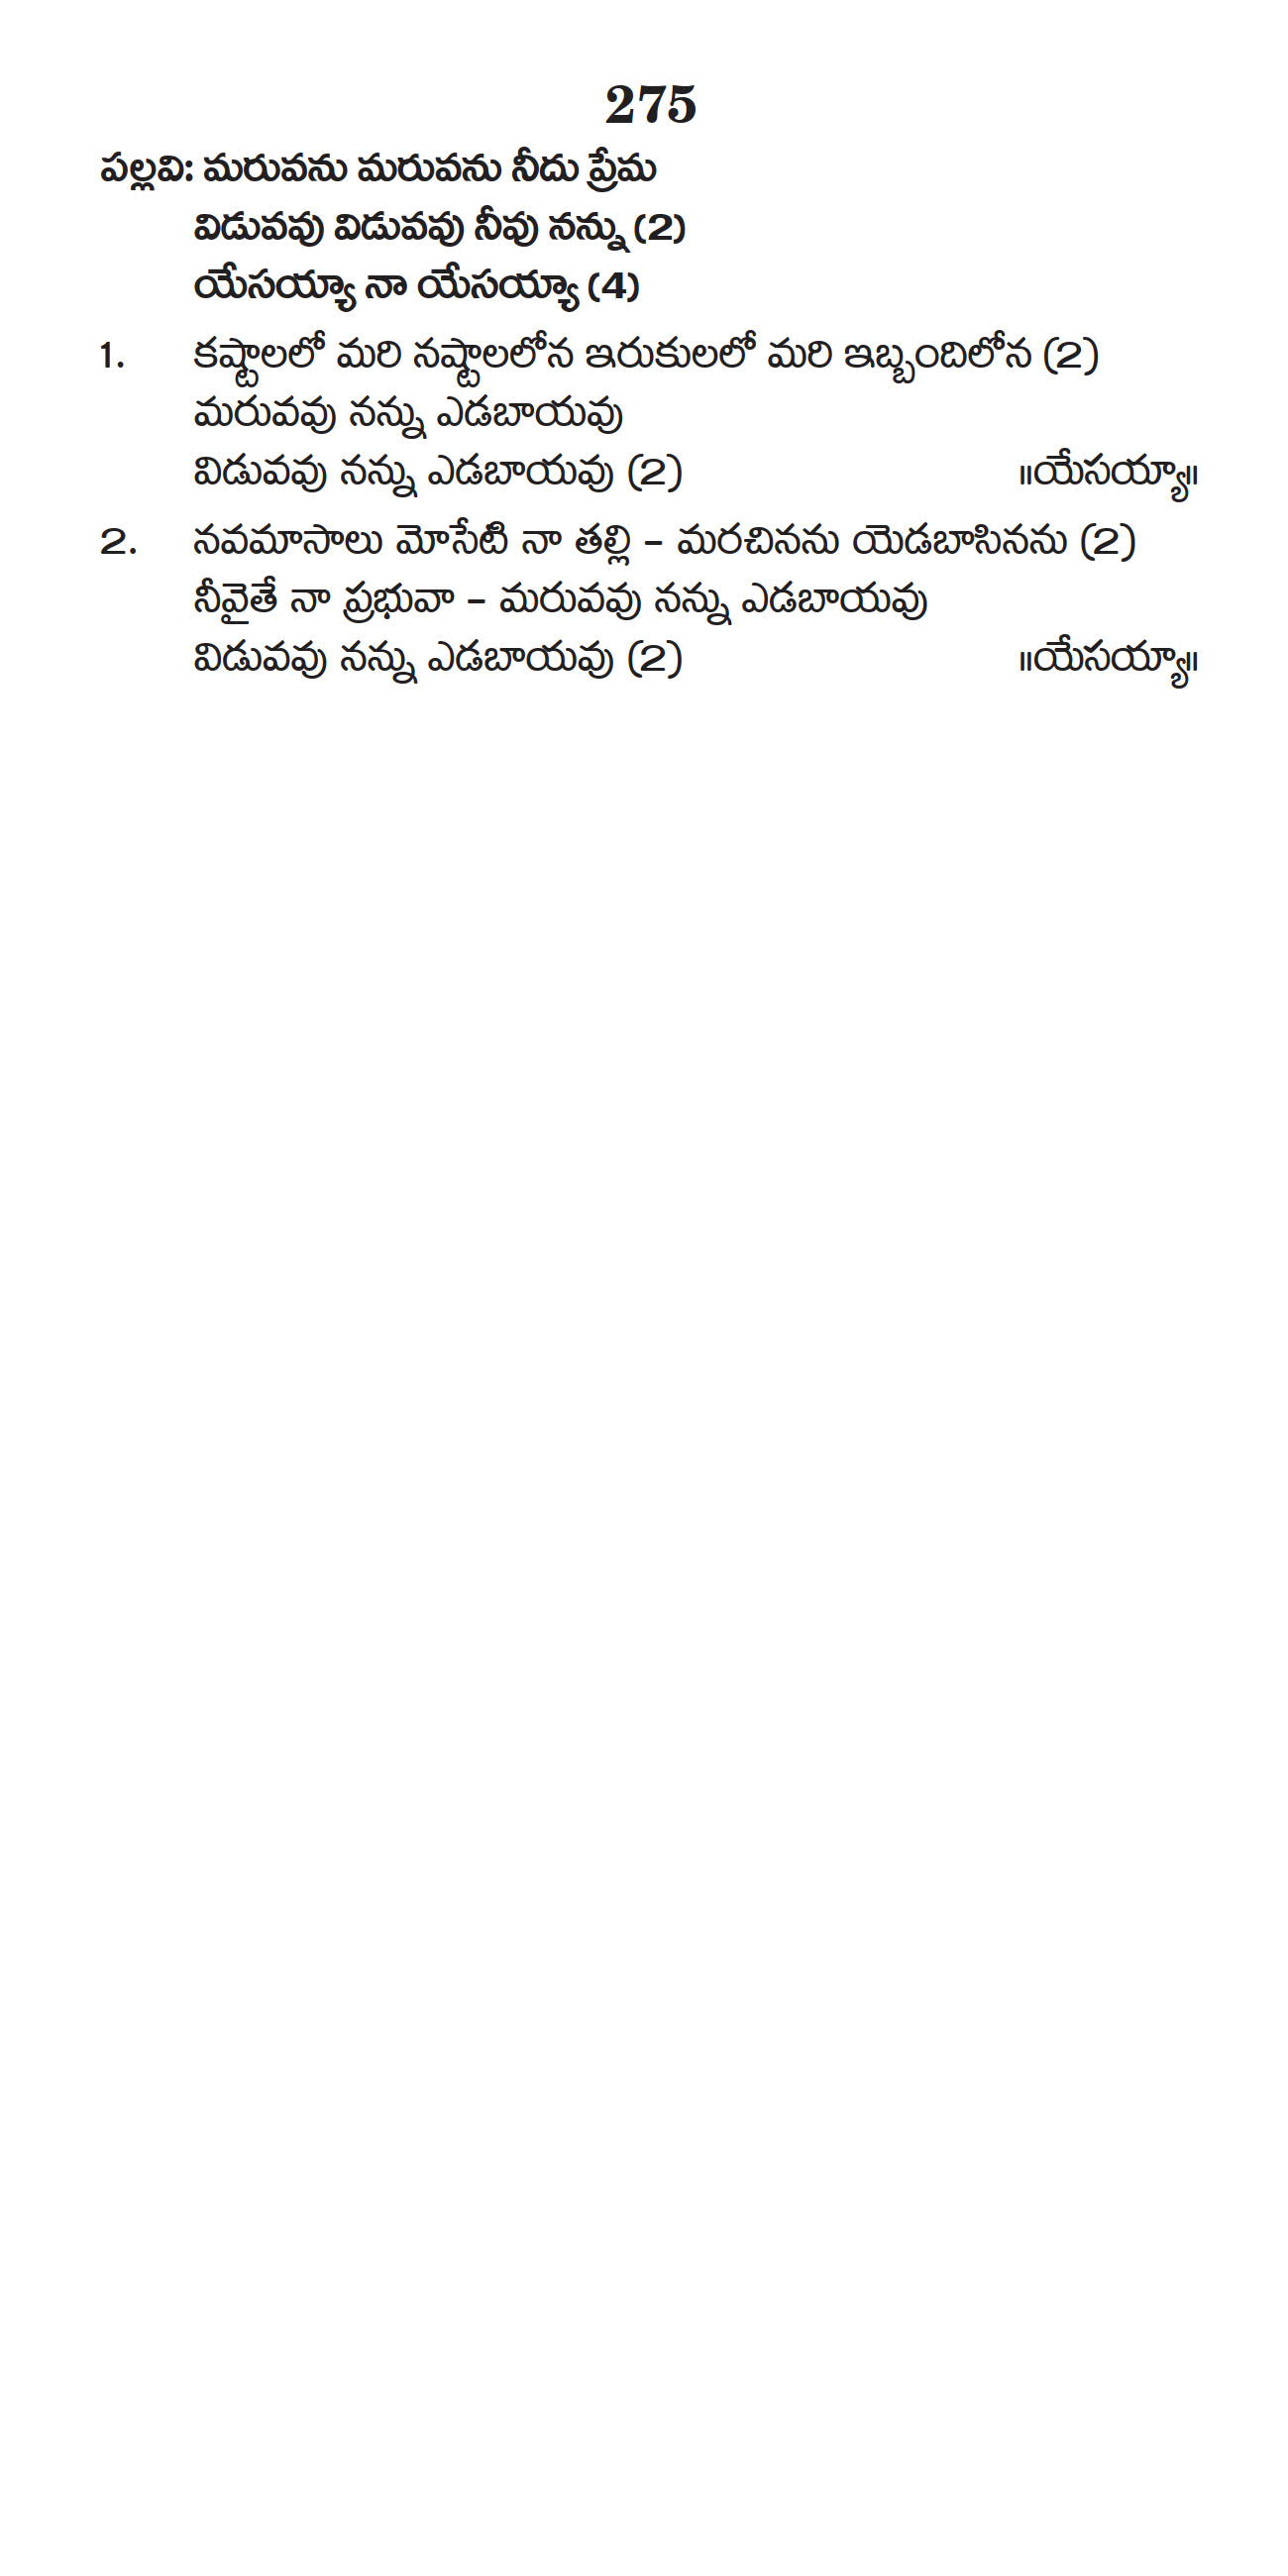 275
పల్లవి: మరువను మరువను నీదు ప్రేమ
విడువవు విడువవు నీవు నన్ను (2)
యేసయ్యా నా యేసయ్యా (4)
1. కష్టాలలో మరి నష్టాలలోన ఇరుకులలో మరి ఇబ్బందిలోన (2)
మరువవు నన్ను ఎడబాయవు
విడువవు నన్ను ఎడబాయవు (2) ॥యేసయ్యా॥
2. నవమాసాలు మోసేటి నా తల్లి – మరచినను యెడబాసినను (2)
నీవైతే నా ప్రభువా – మరువవు నన్ను ఎడబాయవు
విడువవు నన్ను ఎడబాయవు (2) ॥యేసయ్యా॥